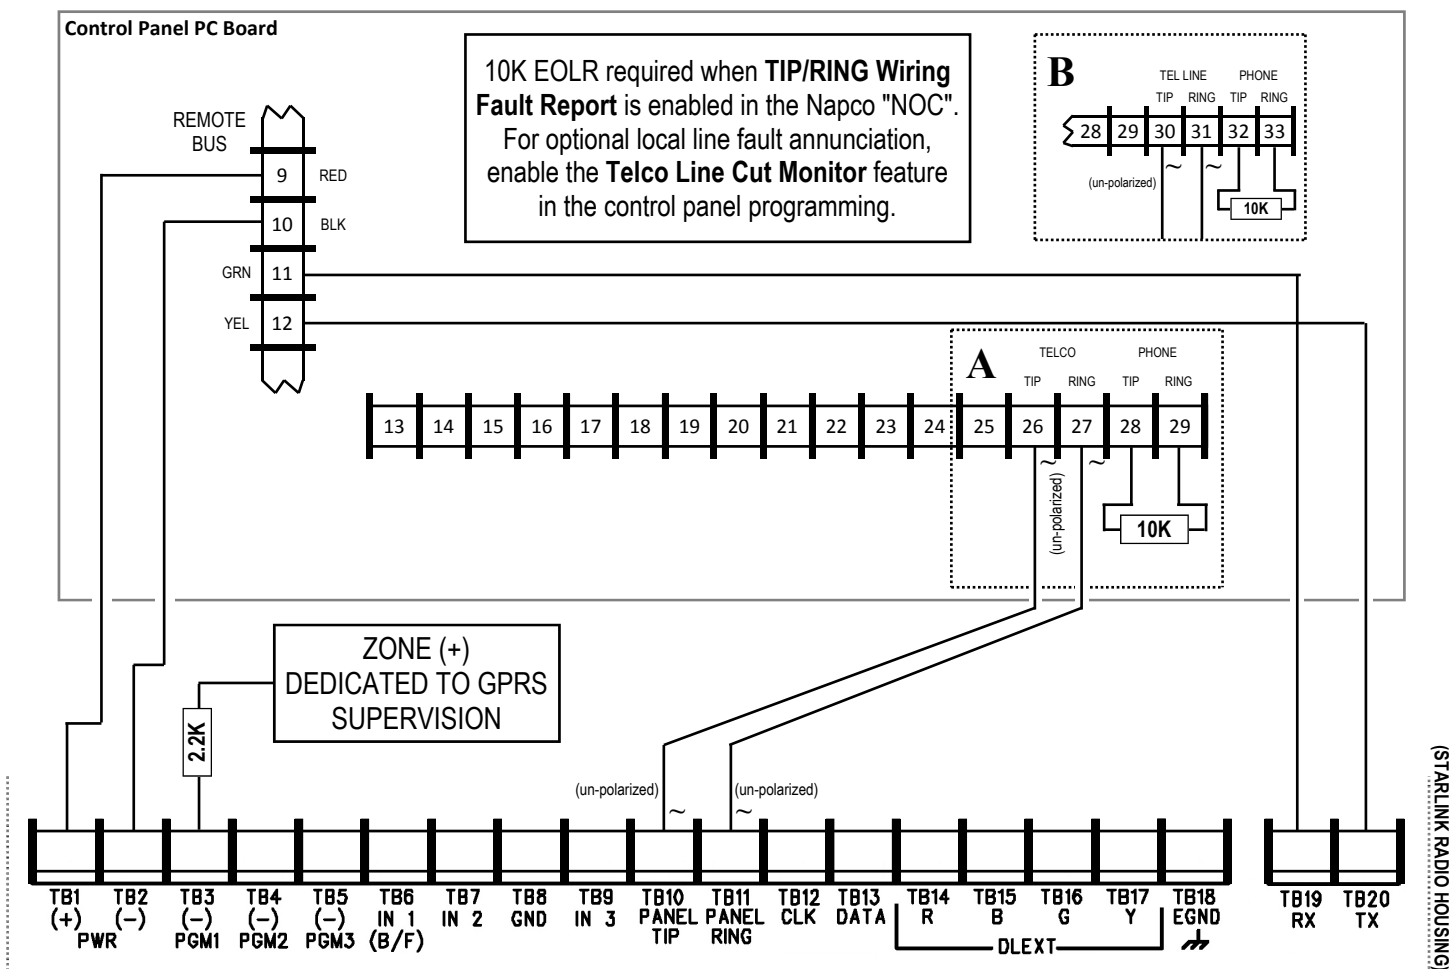 Control Panel PC Board
10K EOLR required when TIP/RING Wiring
Fault Report is enabled in the Napco "NOC".
For optional local line fault annunciation,
enable the Telco Line Cut Monitor feature
in the control panel programming.
B
TEL LINE PHONE
TIP RING TIP RING
28 29 30 31 32 33
~ ~
(un-polarized)
10K
REMOTE
BUS
9 RED
10 BLK
GRN 11
YEL 12
A
TELCO PHONE
TIP RING TIP RING
13 14 15 16 17 18 19 20 21 22 23 24 25 26 27 28 29
~ ~
(un-polarized)
10K
ZONE (+)
DEDICATED TO GPRS
SUPERVISION
2.2K
(un-polarized) (un-polarized)
~ ~
TB1 TB2 TB3 TB4 TB5 TB6 TB7 TB8 TB9 TB10 TB11 TB12 TB13 TB14 TB15 TB16 TB17 TB18 TB19 TB20
(+) (-) (-) (-) (-) IN 1 IN 2 GND IN 3 PANEL PANEL CLK DATA R B G Y EGND RX TX
PWR PGM1 PGM2 PGM3 (B/F) TIP RING
DLEXT
(STARLINK RADIO HOUSING)